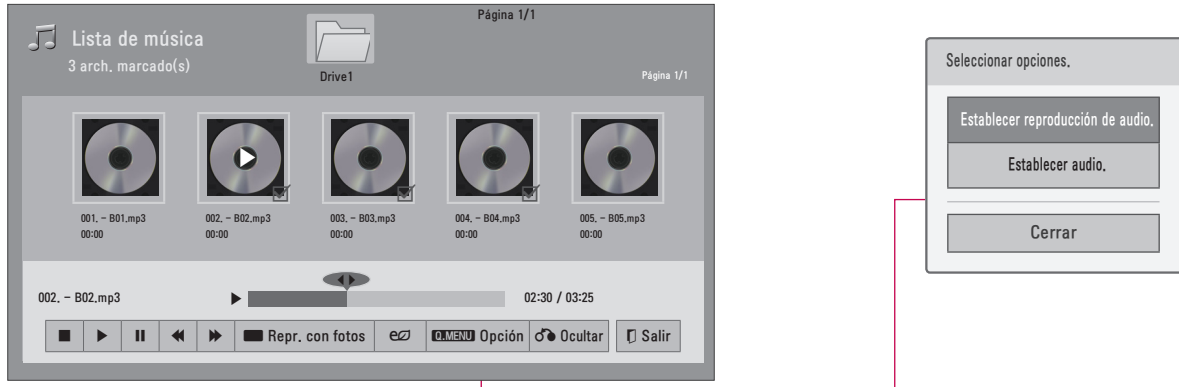 Página 1/1
Lista de música
3 arch. marcado(s)
Drive1
Página 1/1
001. - B01.mp3
00:00
002. - B02.mp3
00:00
003. - B03.mp3
00:00
004. - B04.mp3
00:00
005. - B05.mp3
00:00
002. - B02.mp3
02:30 / 03:25
Repr. con fotos
Q.MENU Opción
Ocultar
Salir
Seleccionar opciones.
Establecer reproducción de audio.
Establecer audio.
Cerrar